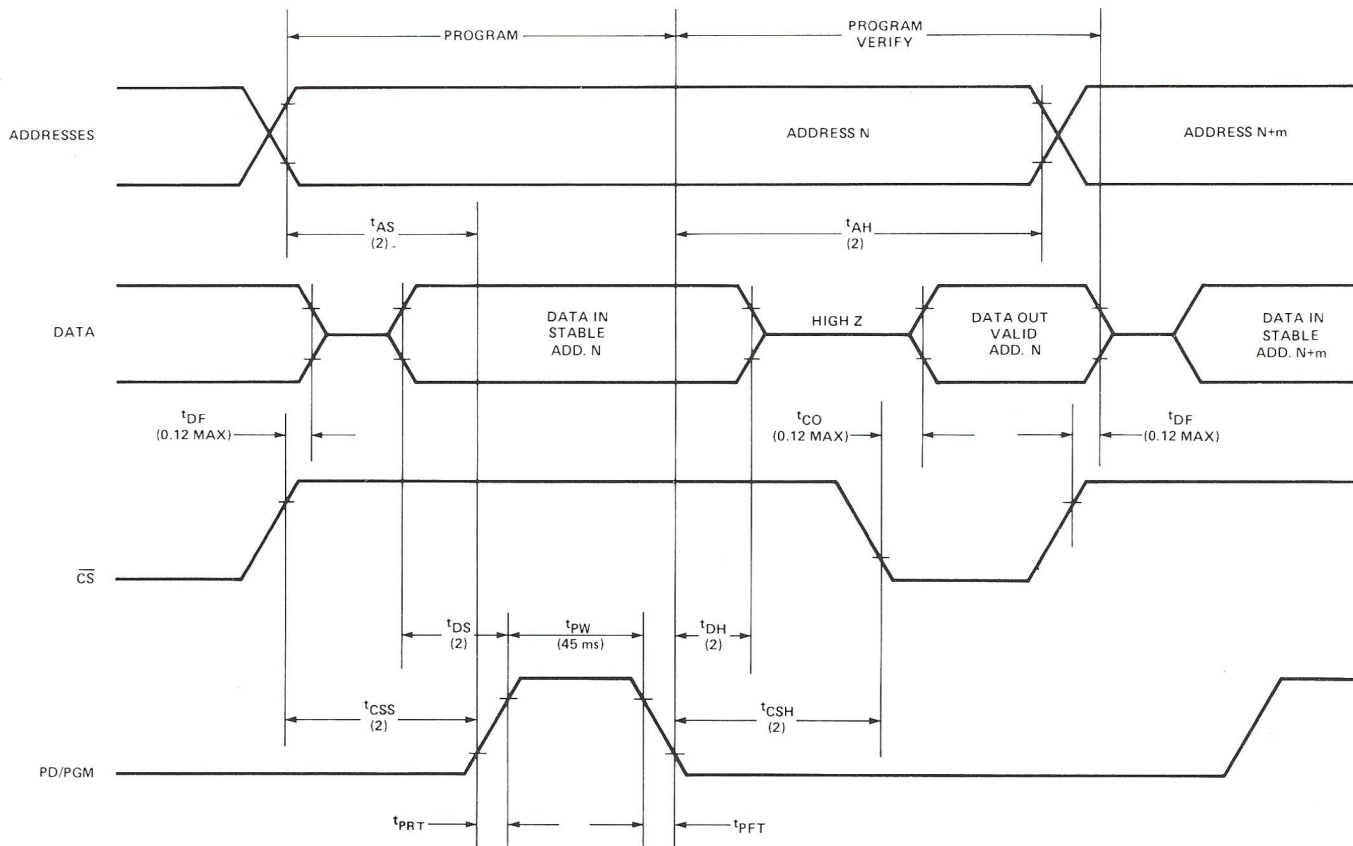 PROGRAM
PROGRAM
VERIFY
ADDRESSES
ADDRESS N
ADDRESS N+m
tAS
(2)
tAH
(2)
DATA
DATA IN
STABLE
ADD. N
HIGH Z
DATA OUT
VALID
ADD. N
DATA IN
STABLE
ADD. N+m
tDF
(0.12 MAX)
tCO
(0.12 MAX)
tDF
(0.12 MAX)
CS
tDS
(2)
tPW
(45 ms)
tDH
(2)
tCSS
(2)
tCSH
(2)
PD/PGM
tPRT
tPFT